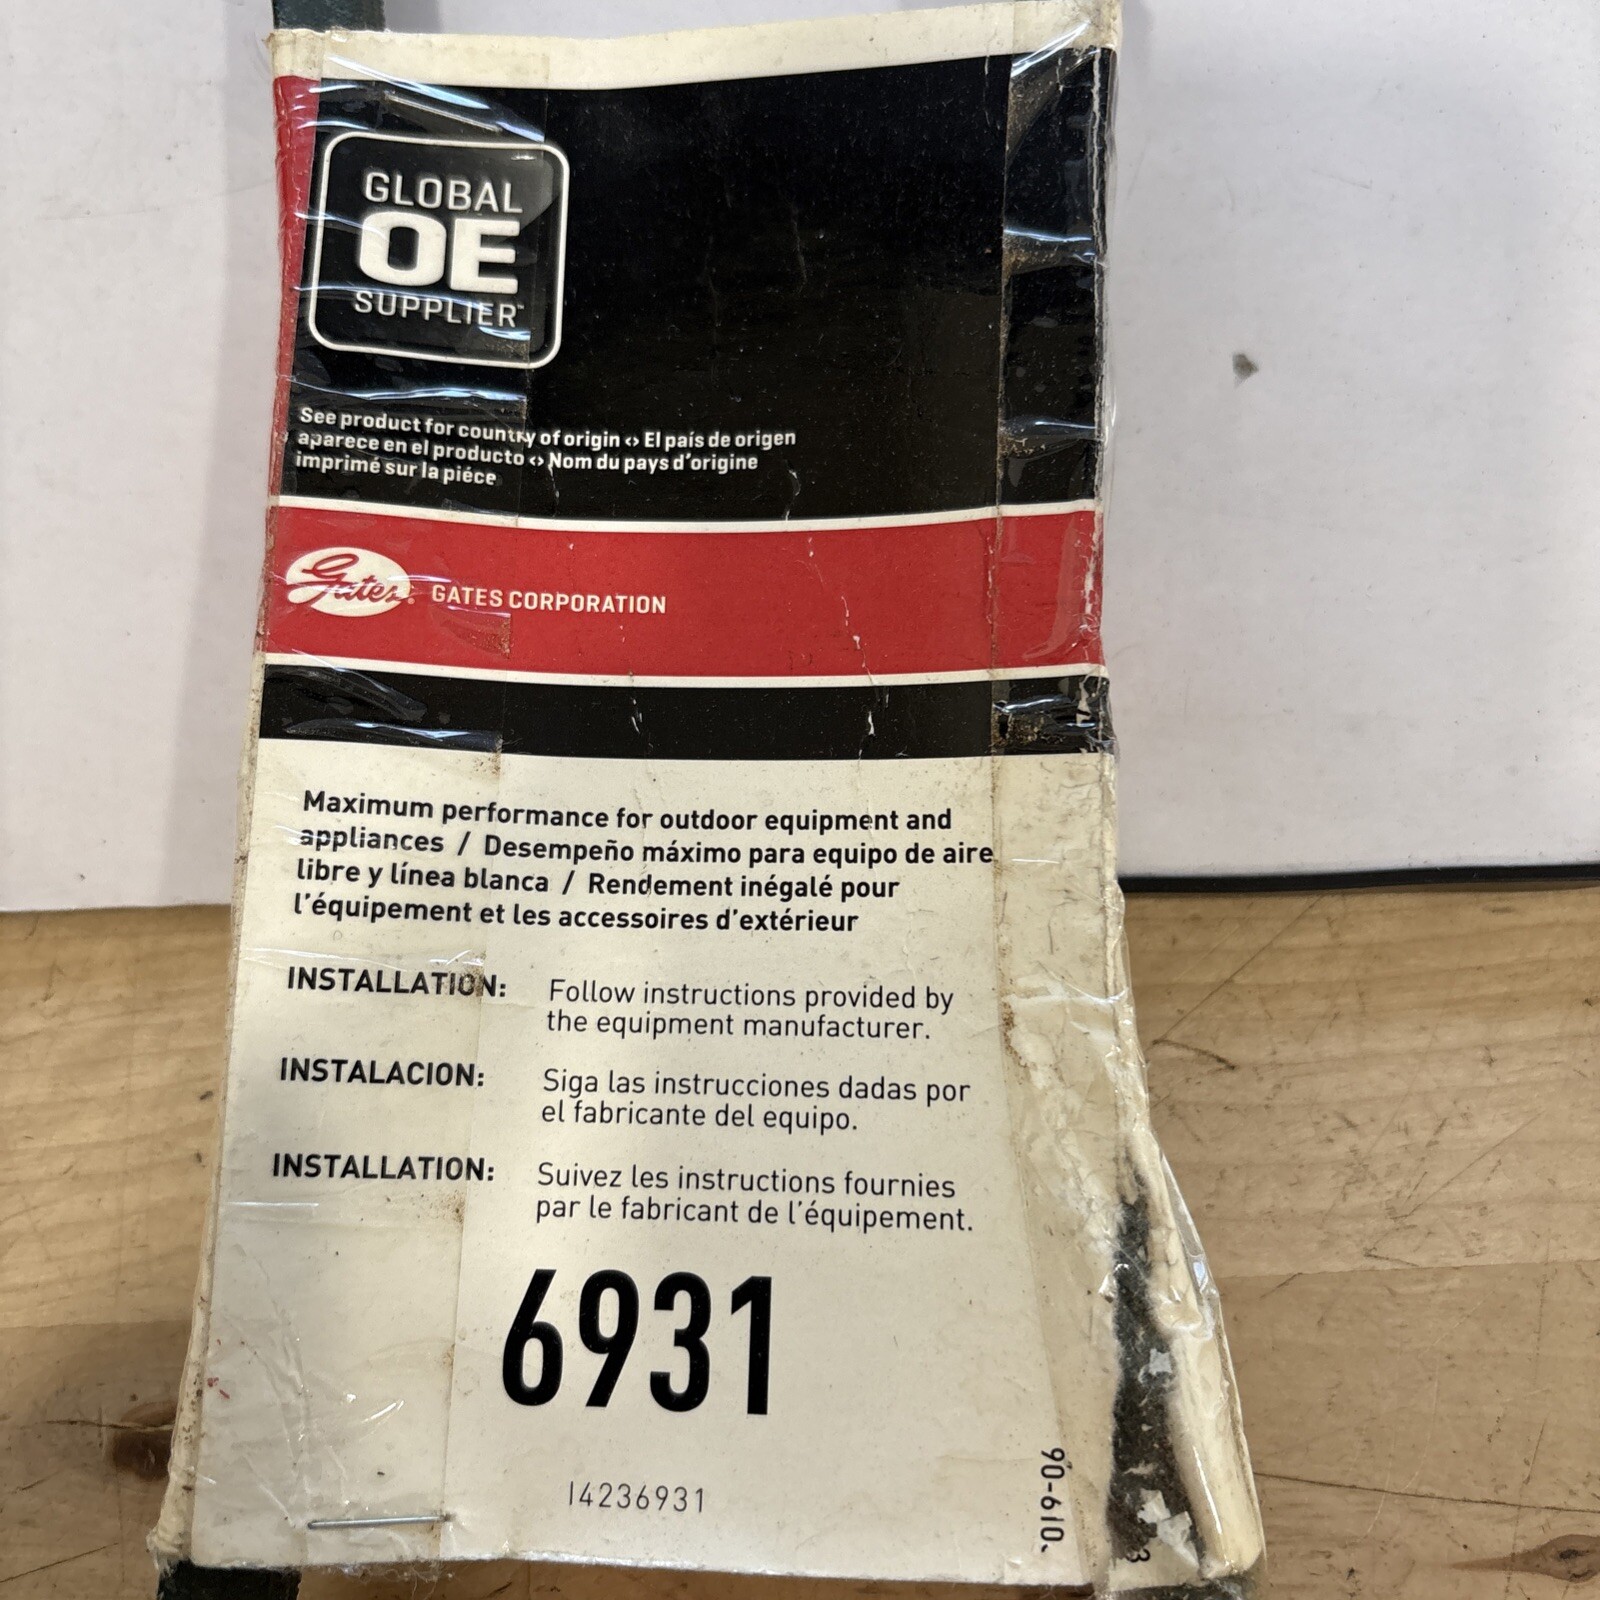 GLOBAL
OE
SUPPLIER™
See product for country of origin <> El país de origen
aparece en el producto <> Nom du pays d'origine
imprimé sur la piéce
Gates® GATES CORPORATION
Maximum performance for outdoor equipment and
appliances / Desempeño máximo para equipo de aire
libre y línea blanca / Rendement inégalé pour
l'équipement et les accessoires d'extérieur
INSTALLATION: Follow instructions provided by
the equipment manufacturer.
INSTALACION: Siga las instrucciones dadas por
el fabricante del equipo.
INSTALLATION: Suivez les instructions fournies
par le fabricant de l'équipement.
6931
14236931